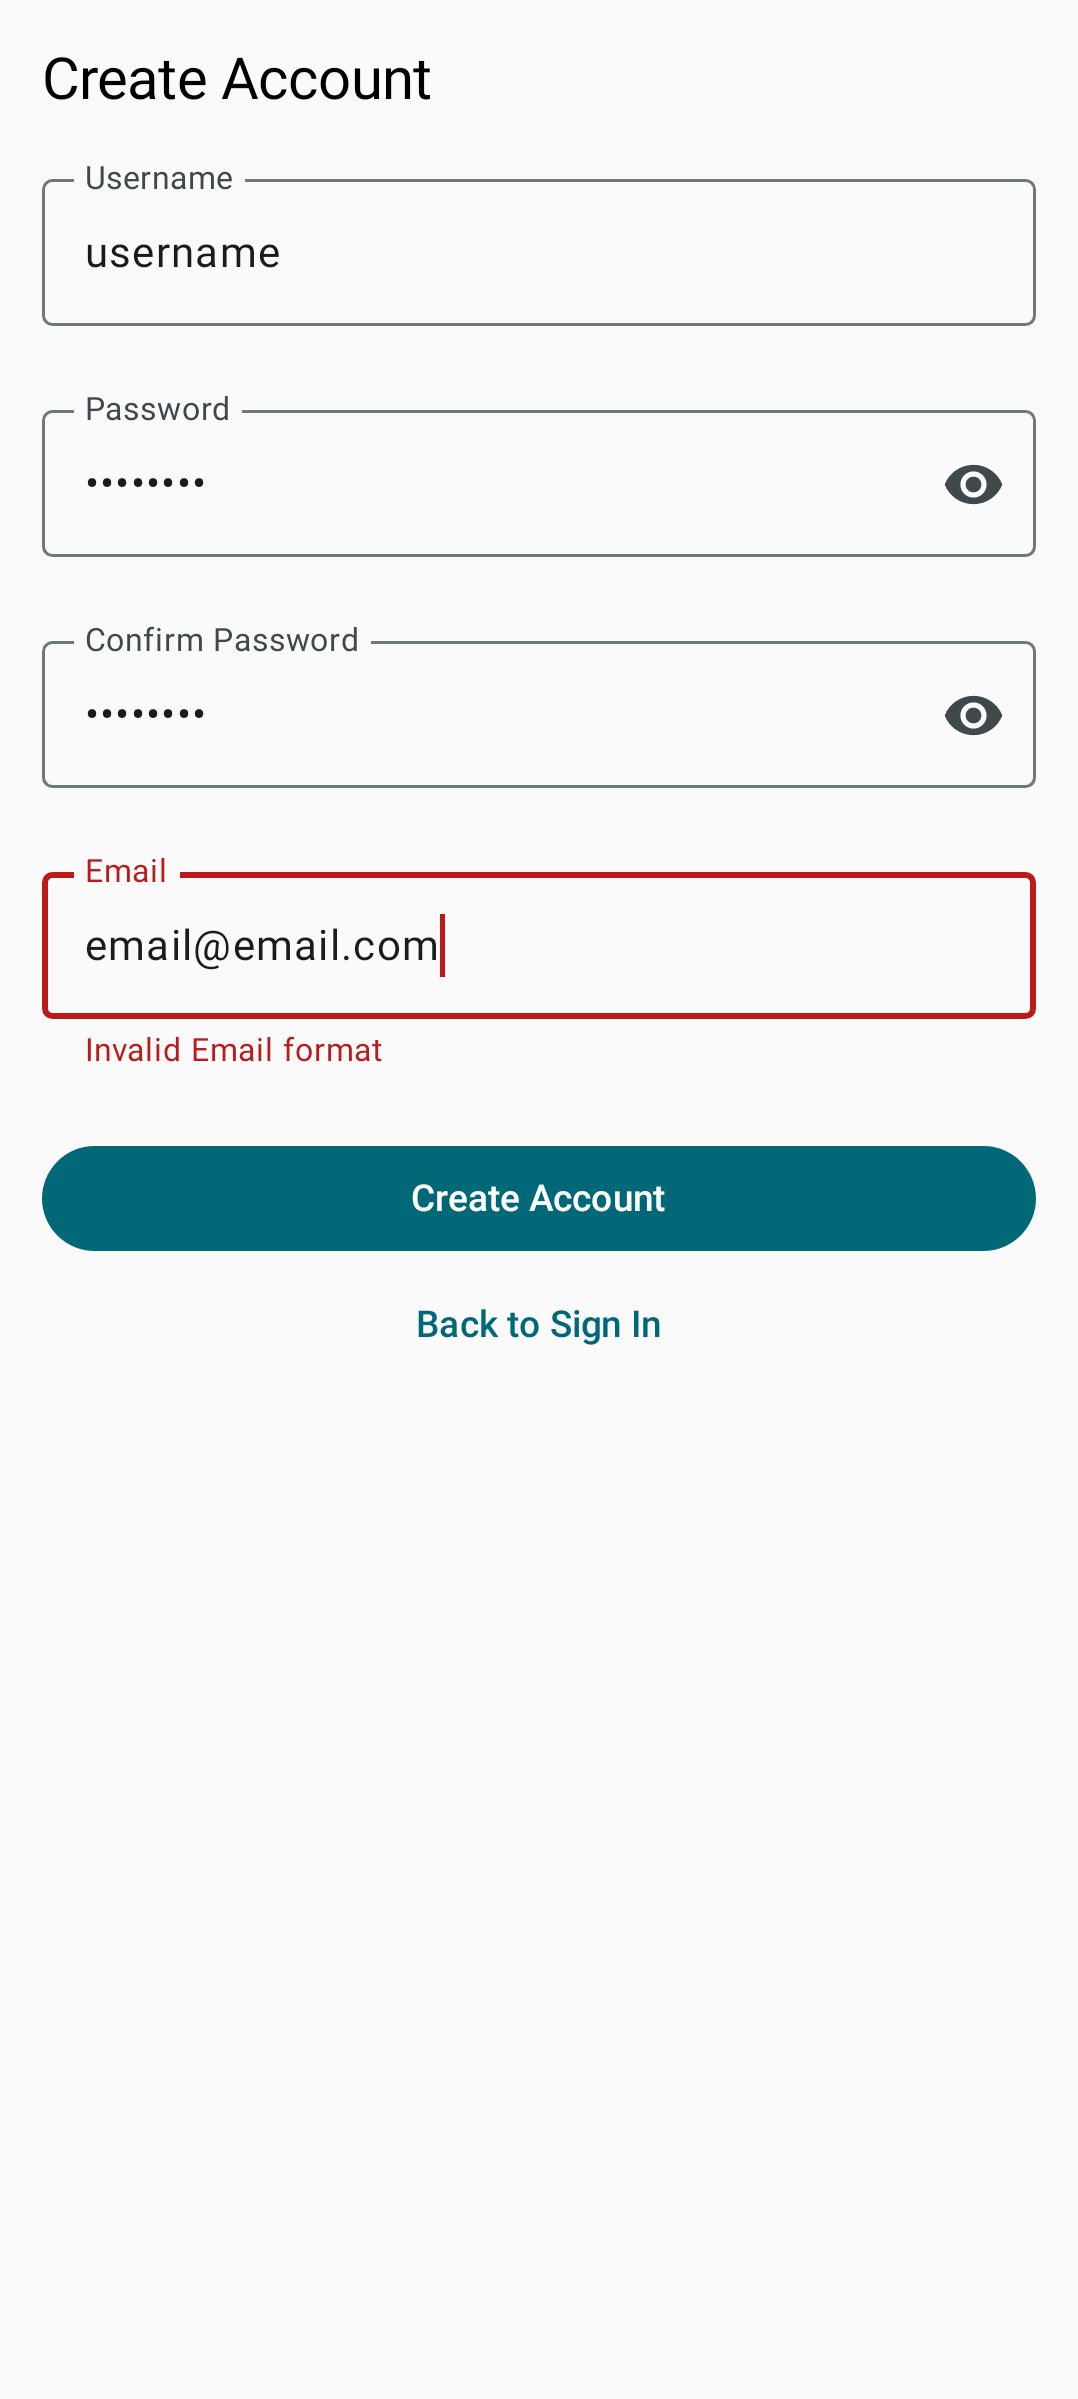 Create Account
Username
username
Password
••••••••
Confirm Password
••••••••
Email
email@email.com
Invalid Email format
Create Account
Back to Sign In